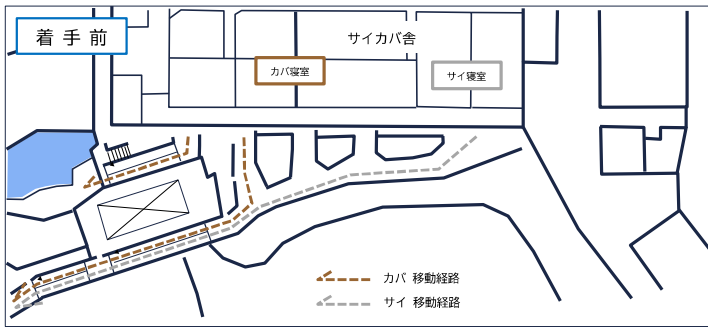 着手前
サイカバ舎
カバ寝室
サイ寝室
カバ 移動経路
サイ 移動経路